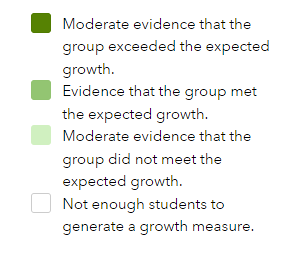 Moderate evidence that the
group exceeded the expected
growth.
Evidence that the group met
the expected growth.
Moderate evidence that the
group did not meet the
expected growth.
Not enough students to
generate a growth measure.